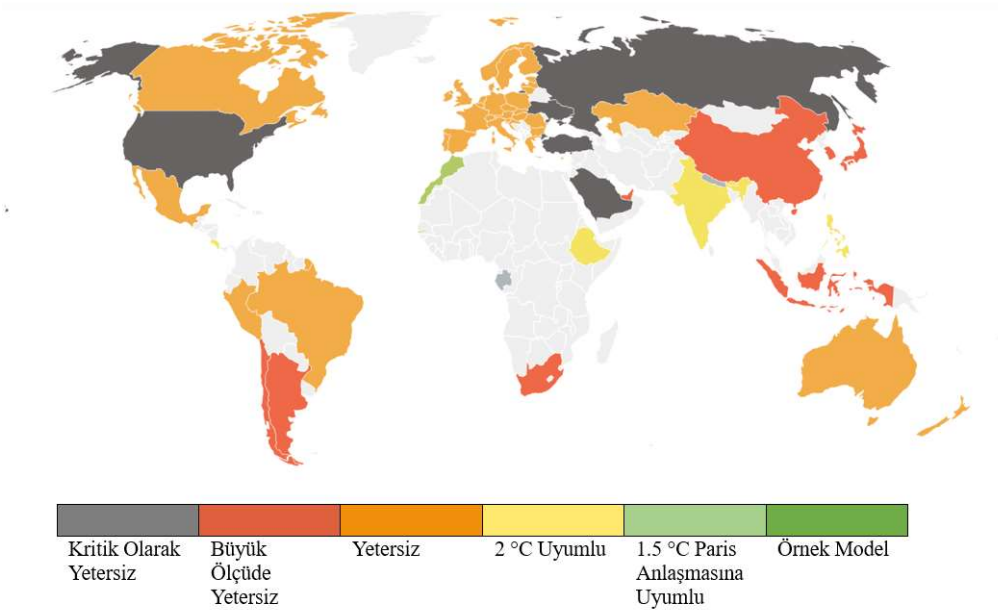 Kritik Olarak
Yetersiz
Büyük
Ölçüde
Yetersiz
Yetersiz
2 °C Uyumlu
1.5 °C Paris
Anlaşmasına
Uyumlu
Örnek Model